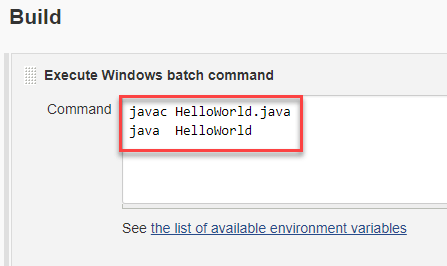 Build
Execute Windows batch command
Command
javac HelloWorld.java
java  HelloWorld
See the list of available environment variables